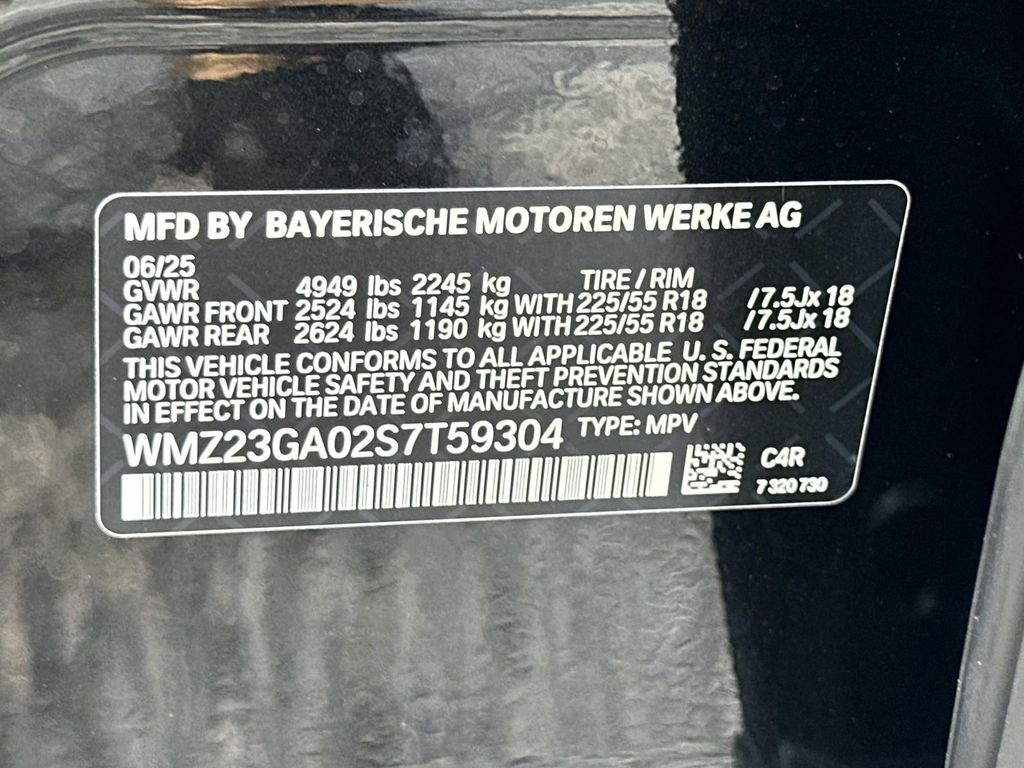 MFD BY BAYERISCHE MOTOREN WERKE AG
06/25
GVWR 4949 lbs 2245 kg TIRE / RIM
GAWR FRONT 2524 lbs 1145 kg WITH 225/55 R18 /7.5Jx 18
GAWR REAR 2624 lbs 1190 kg WITH 225/55 R18 /7.5Jx 18
THIS VEHICLE CONFORMS TO ALL APPLICABLE U. S. FEDERAL
MOTOR VEHICLE SAFETY AND THEFT PREVENTION STANDARDS
IN EFFECT ON THE DATE OF MANUFACTURE SHOWN ABOVE.
WMZ23GA02S7T59304 TYPE: MPV
C4R
7 320 730